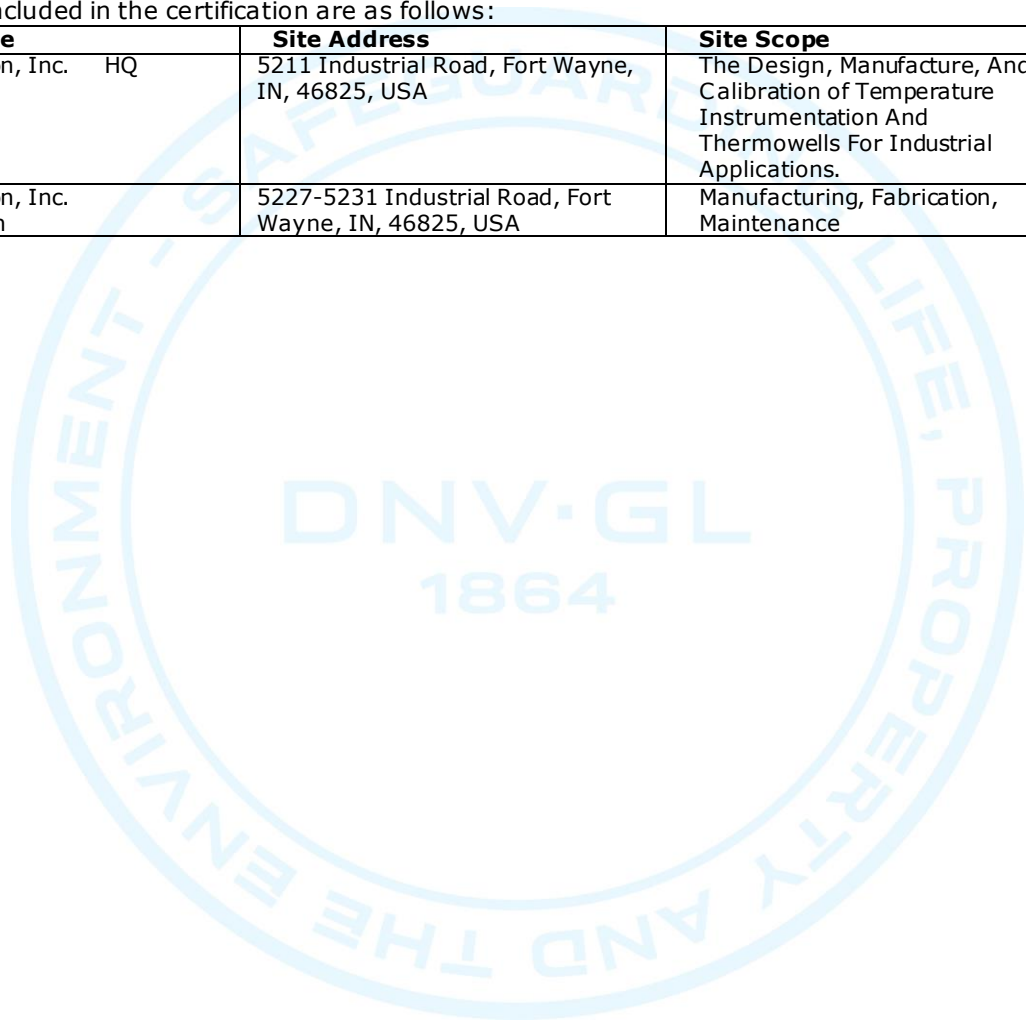 cluded in the certification are as follows:
e Site Address Site Scope
n, Inc. HQ 5211 Industrial Road, Fort Wayne, The Design, Manufacture, And
IN, 46825, USA Calibration of Temperature
Instrumentation And
Thermowells For Industrial
Applications.
n, Inc. 5227-5231 Industrial Road, Fort Manufacturing, Fabrication,
n Wayne, IN, 46825, USA Maintenance
SAFEGUARDING LIFE, PROPERTY AND THE ENVIRONMENT -
DNV·GL
1864